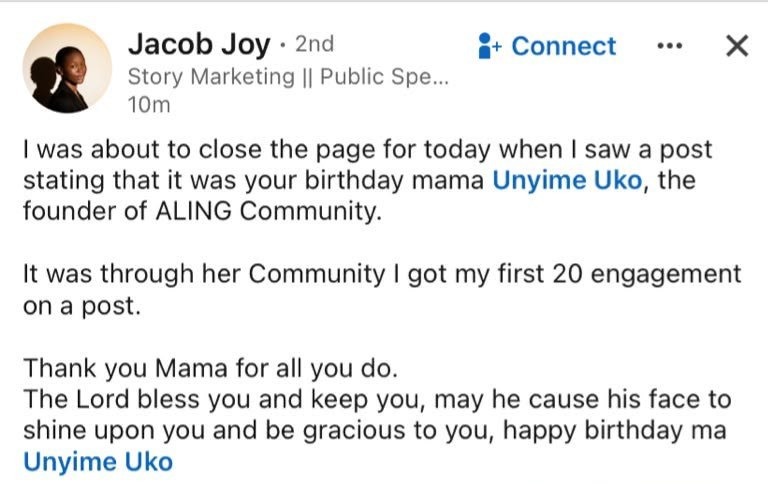 Jacob Joy · 2nd
+ Connect
Story Marketing || Public Spe...
10m
I was about to close the page for today when I saw a post
stating that it was your birthday mama Unyime Uko, the
founder of ALING Community.
It was through her Community I got my first 20 engagement
on a post.
Thank you Mama for all you do.
The Lord bless you and keep you, may he cause his face to
shine upon you and be gracious to you, happy birthday ma
Unyime Uko